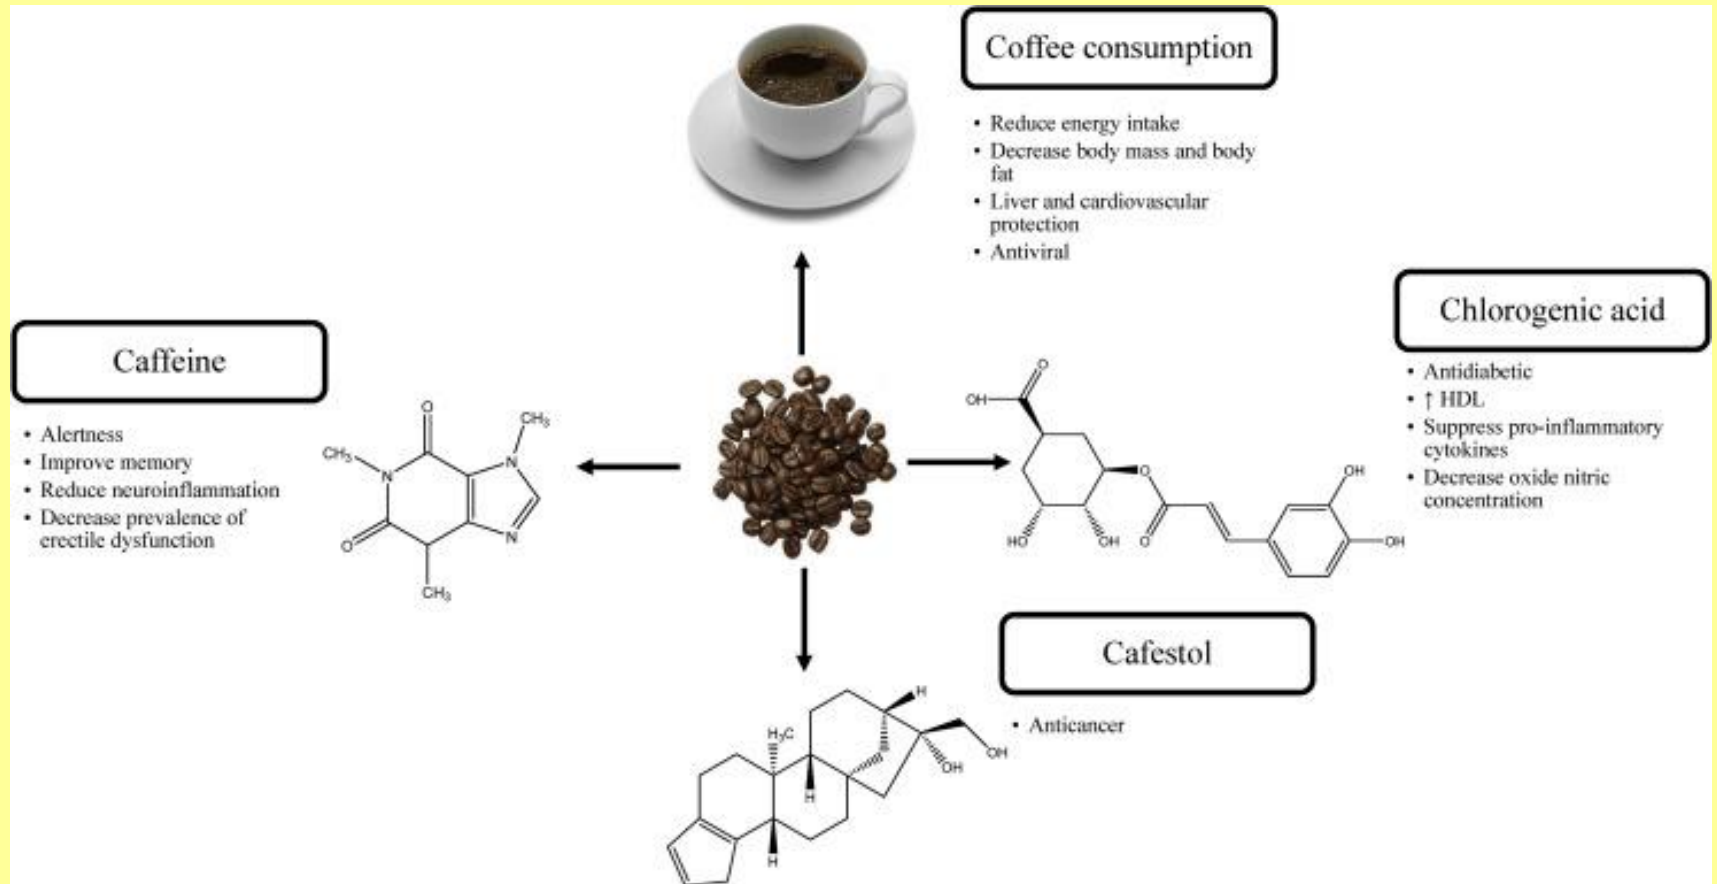 Coffee consumption
• Reduce energy intake
• Decrease body mass and body
fat
• Liver and cardiovascular
protection
• Antiviral
Caffeine
• Alertness
• Improve memory
• Reduce neuroinflammation
• Decrease prevalence of
erectile dysfunction
O
CH₃
CH₃
N
N
O
N
CH₃
Chlorogenic acid
• Antidiabetic
• ↑ HDL
• Suppress pro-inflammatory
cytokines
• Decrease oxide nitric
concentration
O
OH
O
OH
HO
OH
O
OH
Cafestol
• Anticancer
H
H₃C
OH
OH
H
H